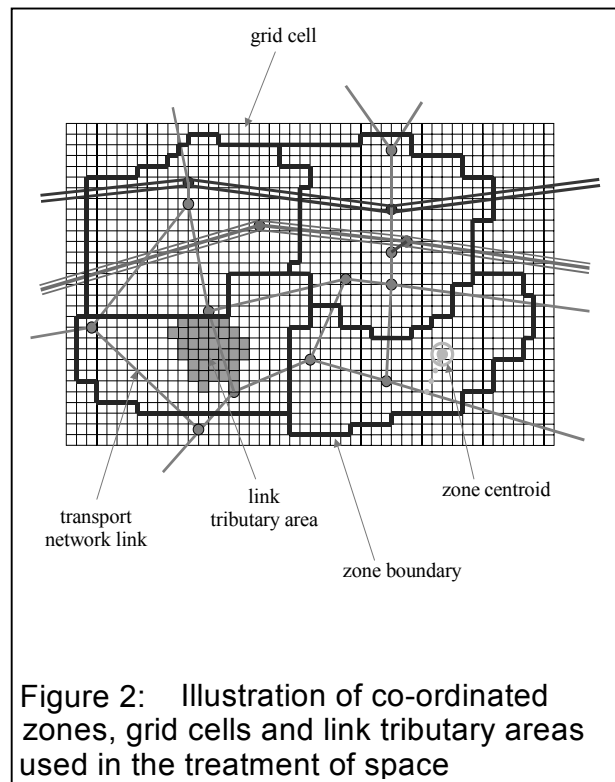 grid cell
transport
network link
link
tributary area
zone centroid
zone boundary
Figure 2: Illustration of co-ordinated
zones, grid cells and link tributary areas
used in the treatment of space